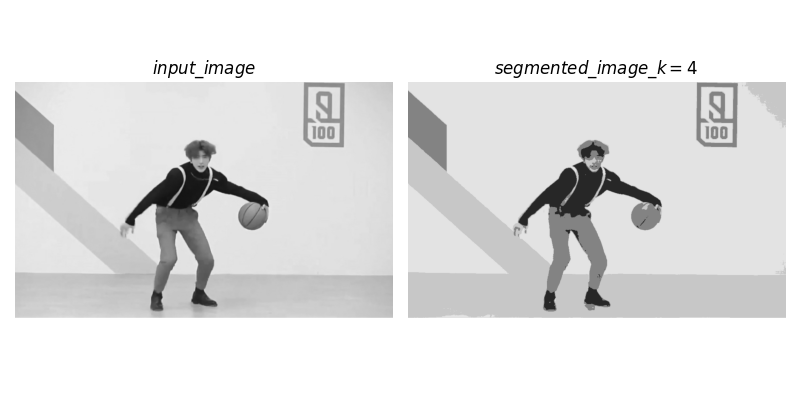 input_image
segmented_image_k = 4
100
100